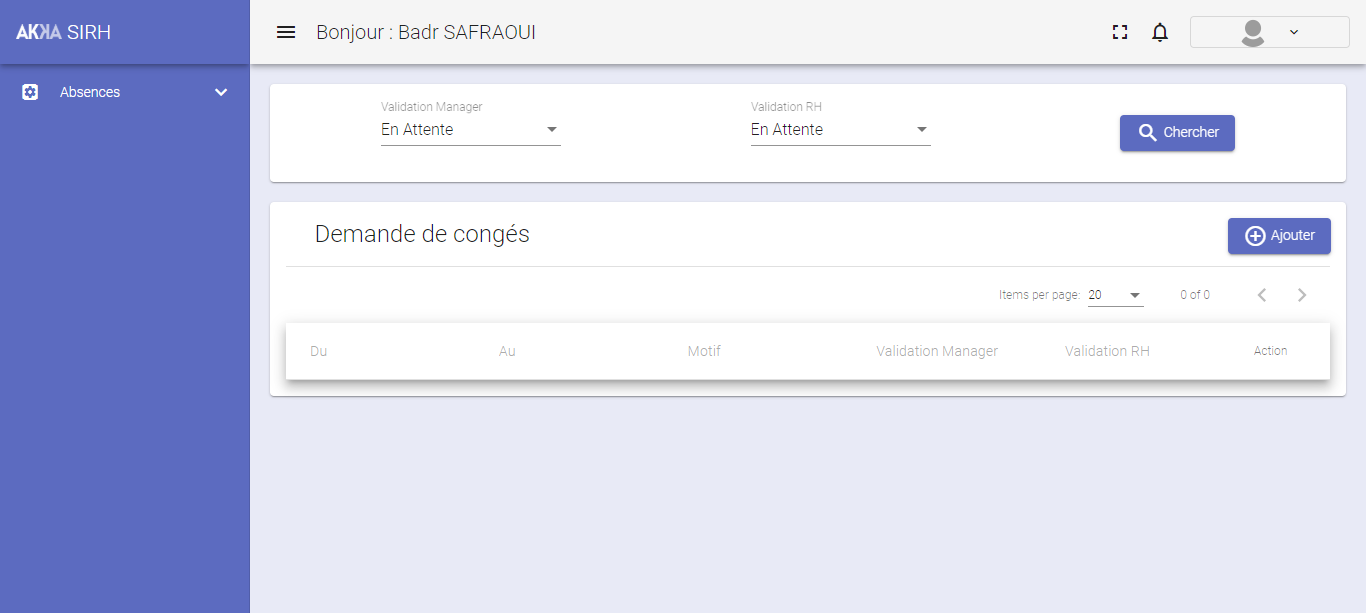 AKKA SIRH
Bonjour : Badr SAFRAOUI
Absences
Validation Manager
Validation RH
En Attente
En Attente
Chercher
Demande de congés
Ajouter
Items per page: 20
0 of 0
Du
Au
Motif
Validation Manager
Validation RH
Action